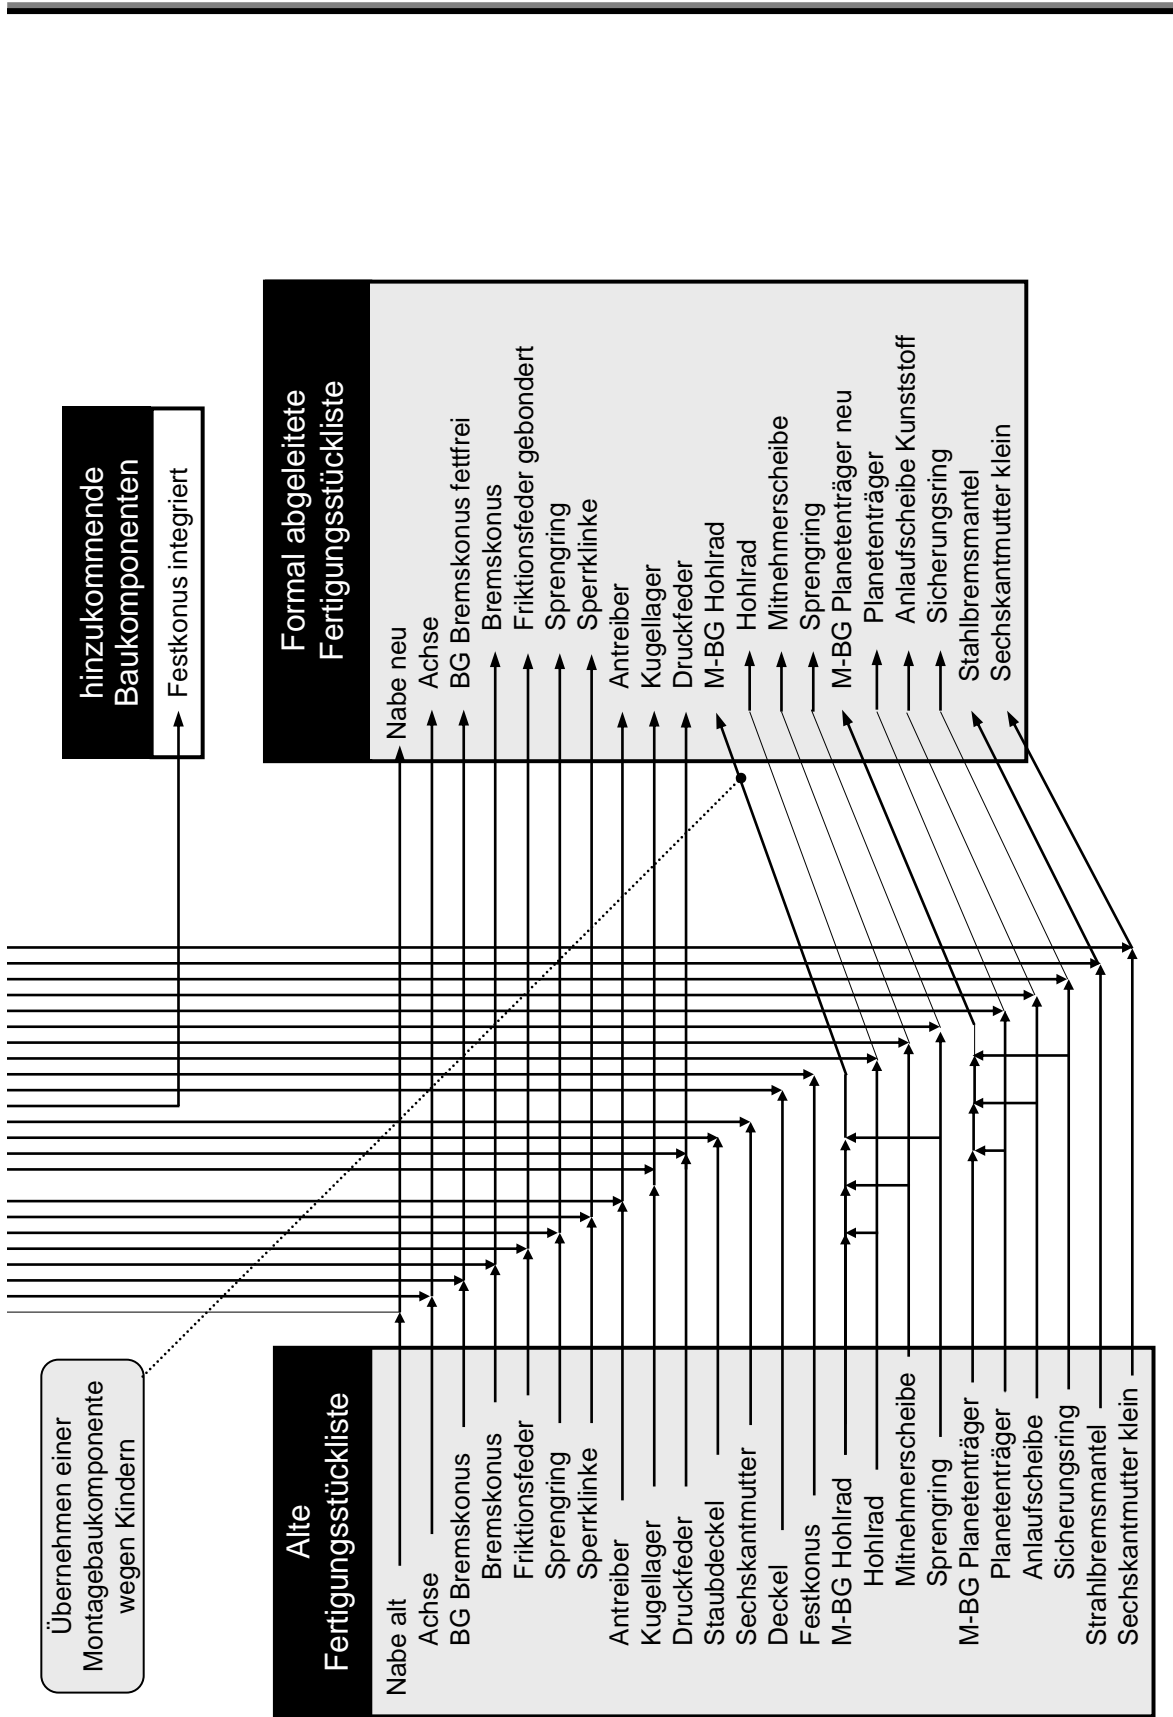 Übernehmen einer
Montagebaukomponente
wegen Kindern
Alte
Fertigungsstückliste
Nabe alt
Achse
BG Bremskonus
Bremskonus
Friktionsfeder
Sprengring
Sperrklinke
Antreiber
Kugellager
Druckfeder
Staubdeckel
Sechskantmutter
Deckel
Festkonus
M-BG Hohlrad
Hohlrad
Mitnehmerscheibe
Sprengring
M-BG Planetenträger
Planetenträger
Anlaufscheibe
Sicherungsring
Strahlbremsmantel
Sechskantmutter klein
hinzukommende
Baukomponenten
Festkonus integriert
Formal abgeleitete
Fertigungsstückliste
Nabe neu
Achse
BG Bremskonus fettfrei
Bremskonus
Friktionsfeder gebondert
Sprengring
Sperrklinke
Antreiber
Kugellager
Druckfeder
M-BG Hohlrad
Hohlrad
Mitnehmerscheibe
Sprengring
M-BG Planetenträger neu
Planetenträger
Anlaufscheibe Kunststoff
Sicherungsring
Stahlbremsmantel
Sechskantmutter klein